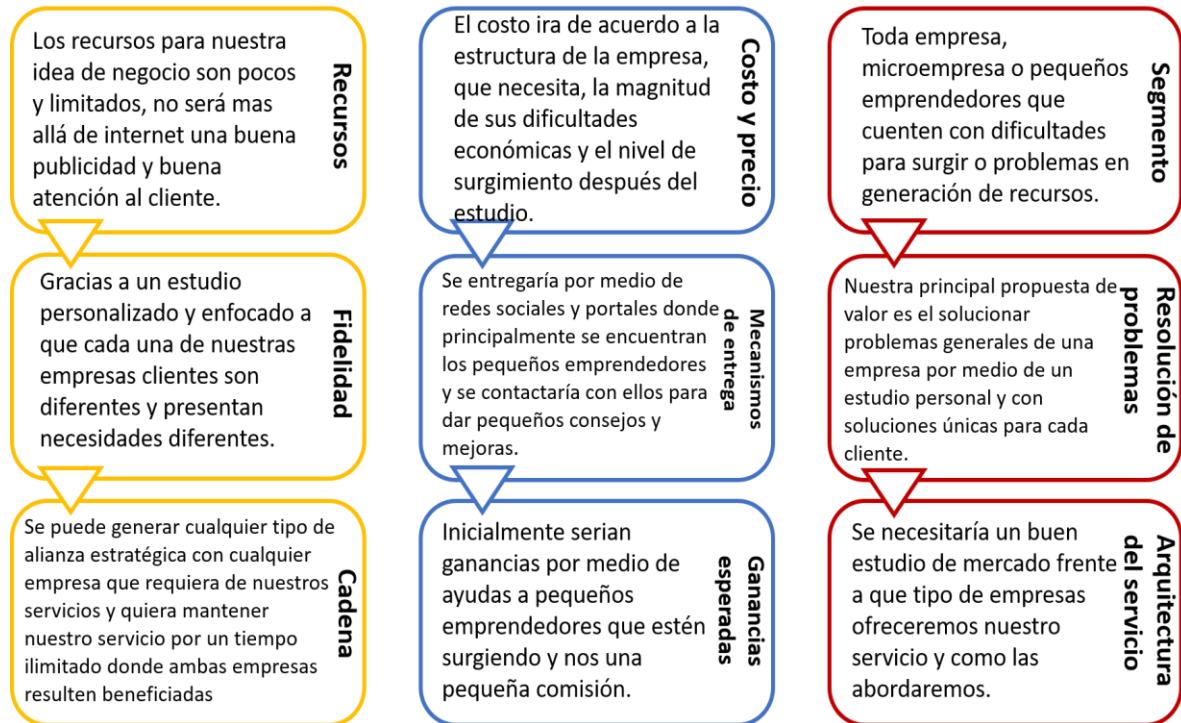 Los recursos para nuestra
idea de negocio son pocos
y limitados, no será mas
allá de internet una buena
publicidad y buena
atención al cliente.
Recursos
Gracias a un estudio
personalizado y enfocado a
que cada una de nuestras
empresas clientes son
diferentes y presentan
necesidades diferentes.
Fidelidad
Se puede generar cualquier tipo de
alianza estratégica con cualquier
empresa que requiera de nuestros
servicios y quiera mantener
nuestro servicio por un tiempo
ilimitado donde ambas empresas
resulten beneficiadas
Cadena
El costo ira de acuerdo a la
estructura de la empresa,
que necesita, la magnitud
de sus dificultades
económicas y el nivel de
surgimiento después del
estudio.
Costo y precio
Se entregaría por medio de
redes sociales y portales donde
principalmente se encuentran
los pequeños emprendedores
y se contactaría con ellos para
dar pequeños consejos y
mejoras.
Mecanismos
de entrega
Inicialmente serian
ganancias por medio de
ayudas a pequeños
emprendedores que estén
surgiendo y nos una
pequeña comisión.
Ganancias
esperadas
Toda empresa,
microempresa o pequeños
emprendedores que
cuenten con dificultades
para surgir o problemas en
generación de recursos.
Segmento
Nuestra principal propuesta de
valor es el solucionar
problemas generales de una
empresa por medio de un
estudio personal y con
soluciones únicas para cada
cliente.
Resolución de
problemas
Se necesitaría un buen
estudio de mercado frente
a que tipo de empresas
ofreceremos nuestro
servicio y como las
abordaremos.
Arquitectura
del servicio